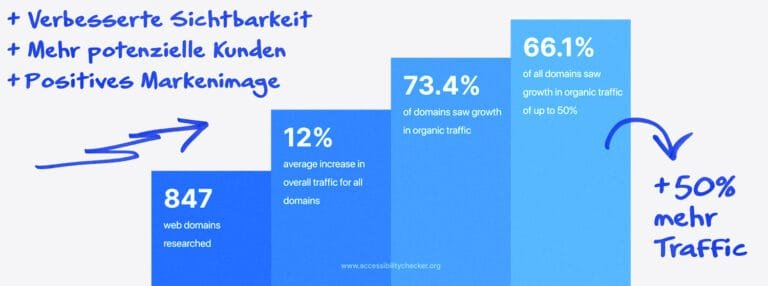 + Verbesserte Sichtbarkeit
+ Mehr potenzielle Kunden
+ Positives Markenimage
847
web domains
researched
12%
average increase in
overall traffic for all
domains
73.4%
of domains saw growth
in organic traffic
66.1%
of all domains saw
growth in organic traffic
of up to 50%
+50%
mehr
Traffic
www.accessibilitychecker.org